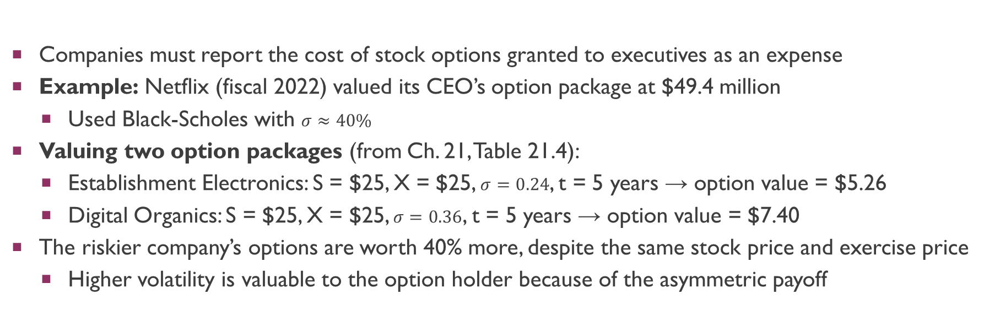 ▪ Companies must report the cost of stock options granted to executives as an expense
▪ Example: Netflix (fiscal 2022) valued its CEO’s option package at $49.4 million
▪ Used Black-Scholes with σ ≈ 40%
▪ Valuing two option packages (from Ch. 21, Table 21.4):
▪ Establishment Electronics: S = $25, X = $25, σ = 0.24, t = 5 years → option value = $5.26
▪ Digital Organics: S = $25, X = $25, σ = 0.36, t = 5 years → option value = $7.40
▪ The riskier company’s options are worth 40% more, despite the same stock price and exercise price
▪ Higher volatility is valuable to the option holder because of the asymmetric payoff